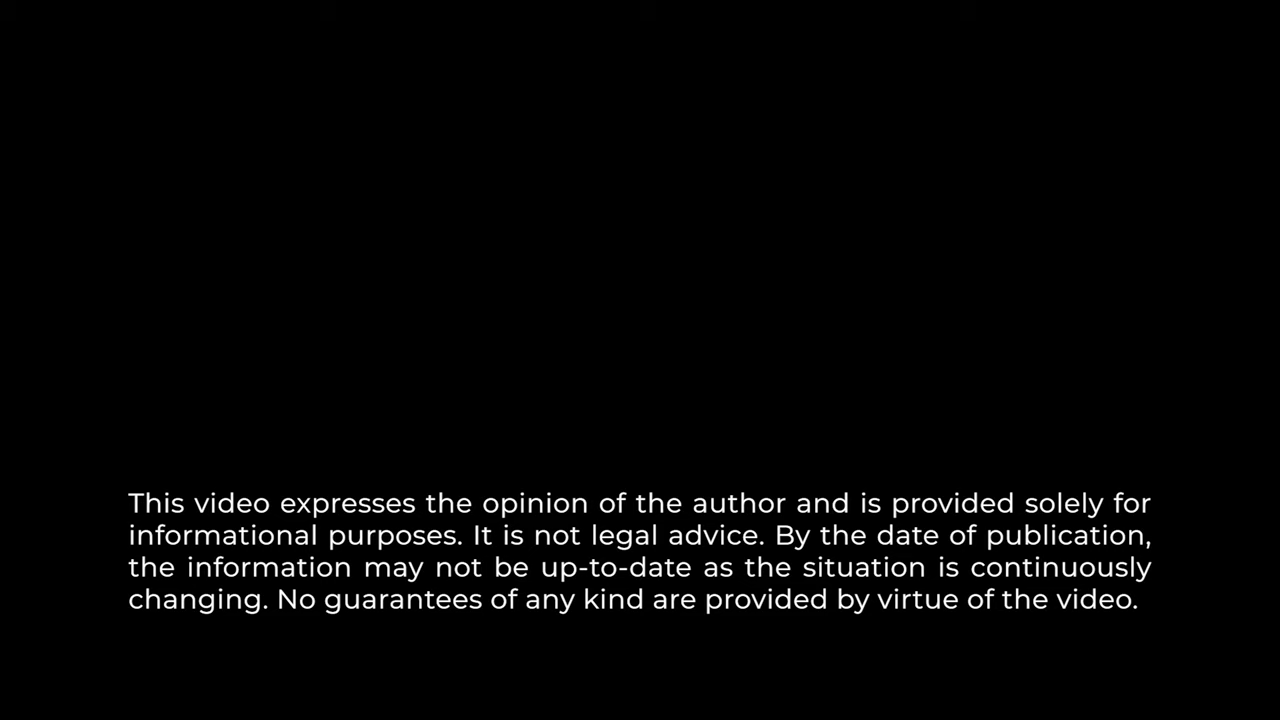 This video expresses the opinion of the author and is provided solely for
informational purposes. It is not legal advice. By the date of publication,
the information may not be up-to-date as the situation is continuously
changing. No guarantees of any kind are provided by virtue of the video.